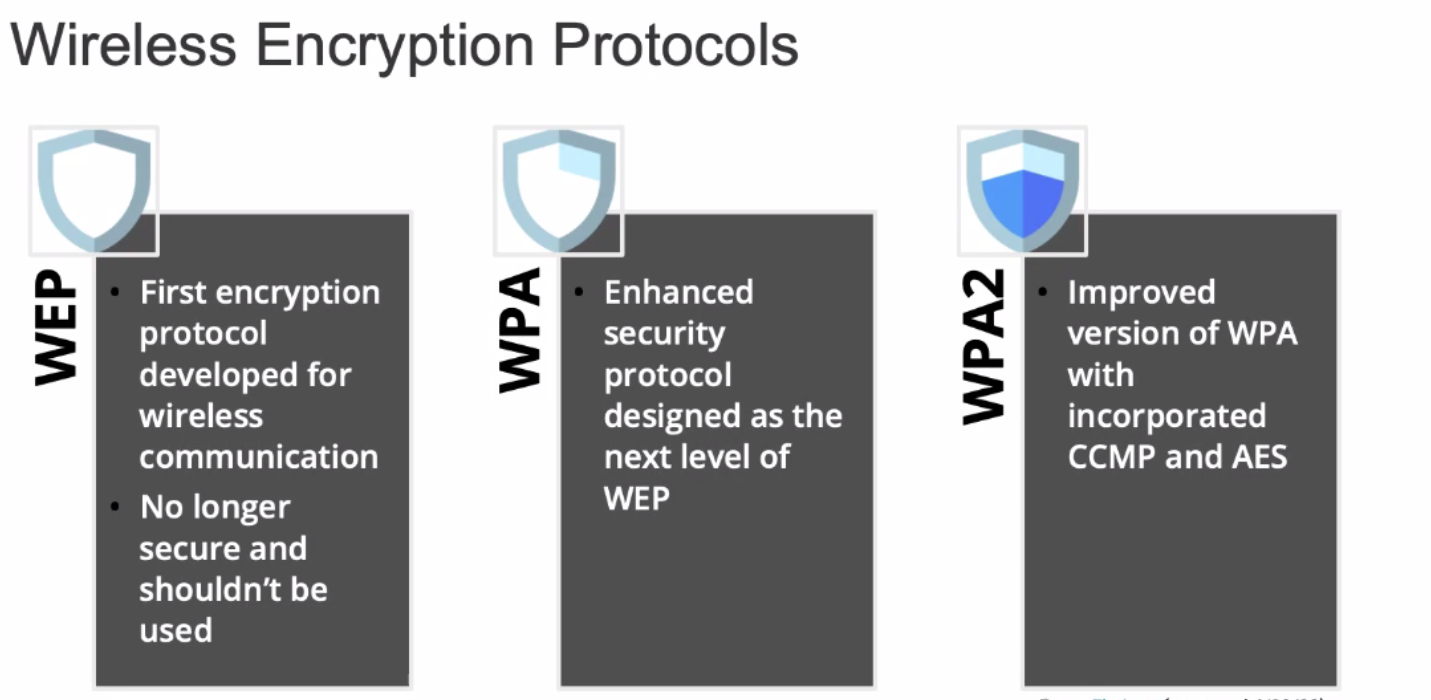 Wireless Encryption Protocols
WEP
• First encryption
protocol
developed for
wireless
communication
• No longer
secure and
shouldn't be
used
WPA
• Enhanced
security
protocol
designed as the
next level of
WEP
WPA2
• Improved
version of WPA
with
incorporated
CCMP and AES